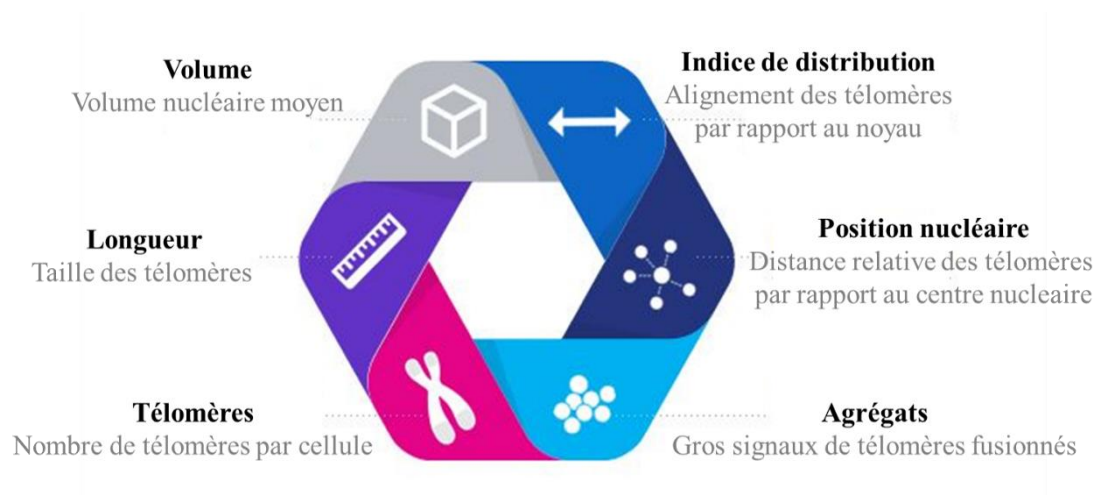 Volume
Volume nucléaire moyen
Indice de distribution
Alignement des télomères
par rapport au noyau
Longueur
Taille des télomères
Position nucléaire
Distance relative des télomères
par rapport au centre nucleaire
Télomères
Nombre de télomères par cellule
Agrégats
Gros signaux de télomères fusionnés